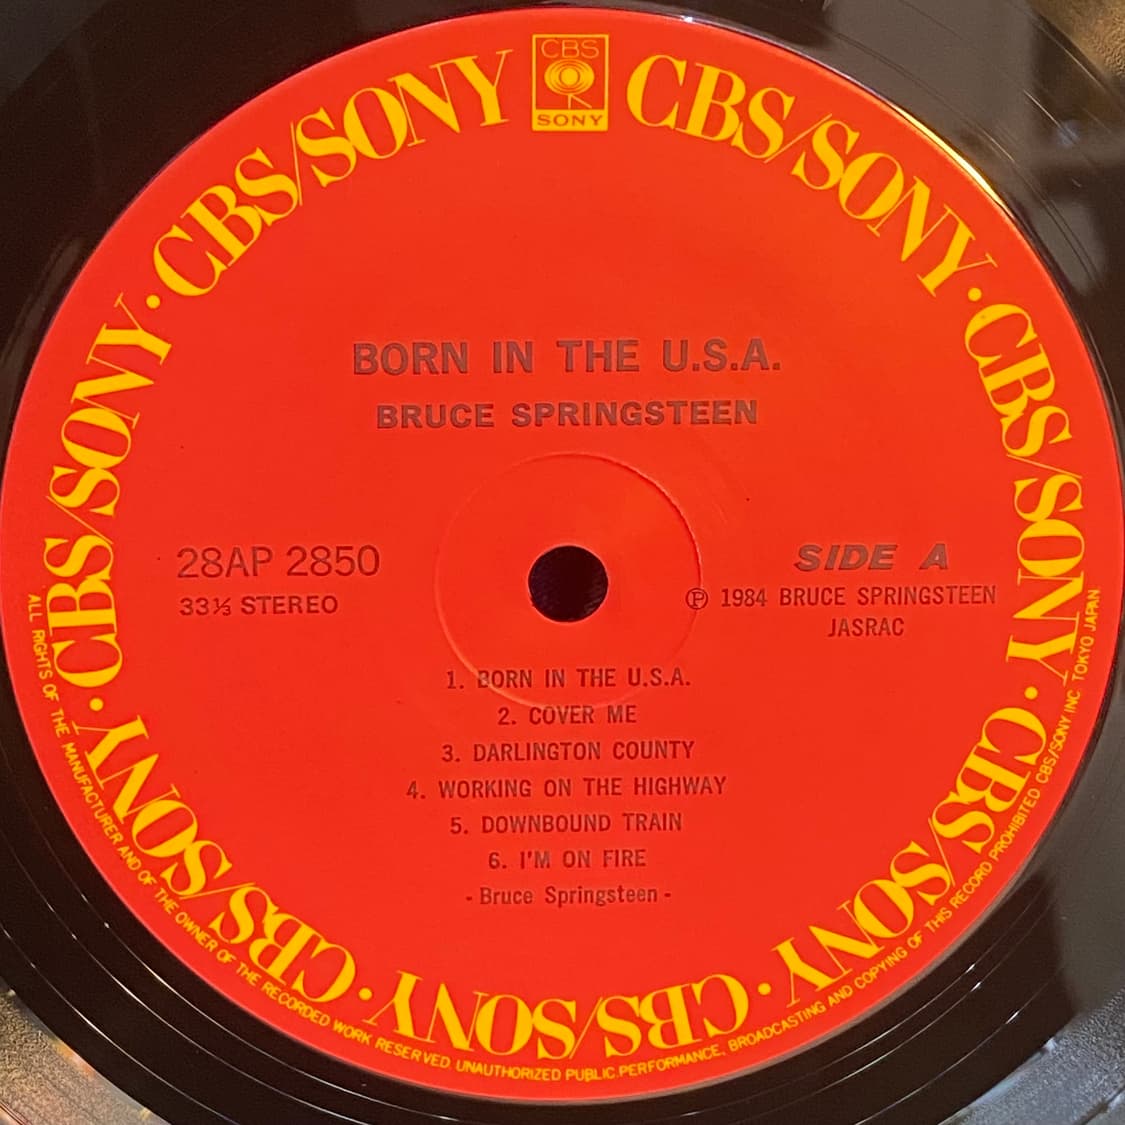 CBS
SONY
CBS/SONY · CBS/SONY · CBS/SONY · CBS/SONY · CBS/SONY · CBS/SONY · CBS/SONY
BORN IN THE U.S.A.
BRUCE SPRINGSTEEN
28AP 2850
33⅓ STEREO
SIDE A
Ⓟ 1984 BRUCE SPRINGSTEEN
JASRAC
1. BORN IN THE U.S.A.
2. COVER ME
3. DARLINGTON COUNTY
4. WORKING ON THE HIGHWAY
5. DOWNBOUND TRAIN
6. I'M ON FIRE
- Bruce Springsteen -
ALL RIGHTS OF THE MANUFACTURER AND OF THE OWNER OF THE RECORDED WORK RESERVED. UNAUTHORIZED PUBLIC PERFORMANCE, BROADCASTING AND COPYING OF THIS RECORD PROHIBITED CBS/SONY INC. TOKYO JAPAN